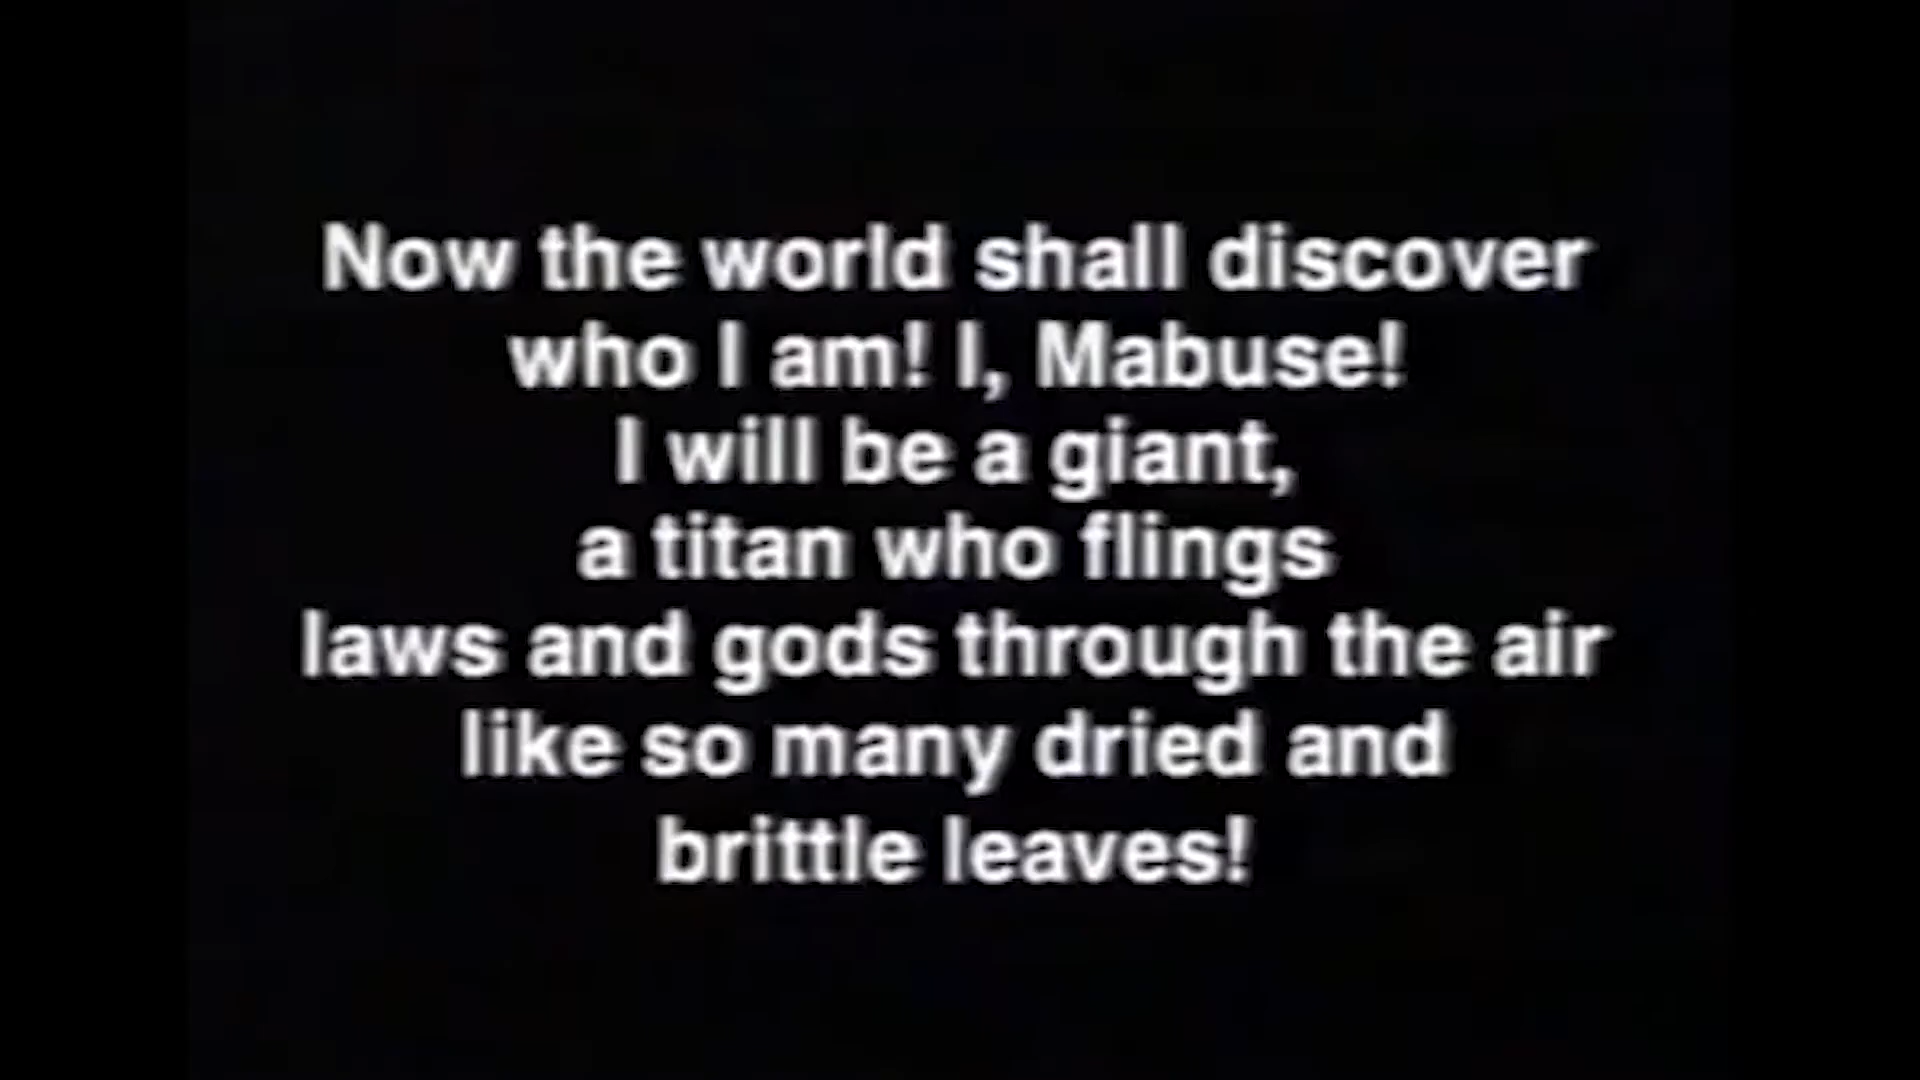 Now the world shall discover
who I am! I, Mabuse!
I will be a giant,
a titan who flings
laws and gods through the air
like so many dried and
brittle leaves!